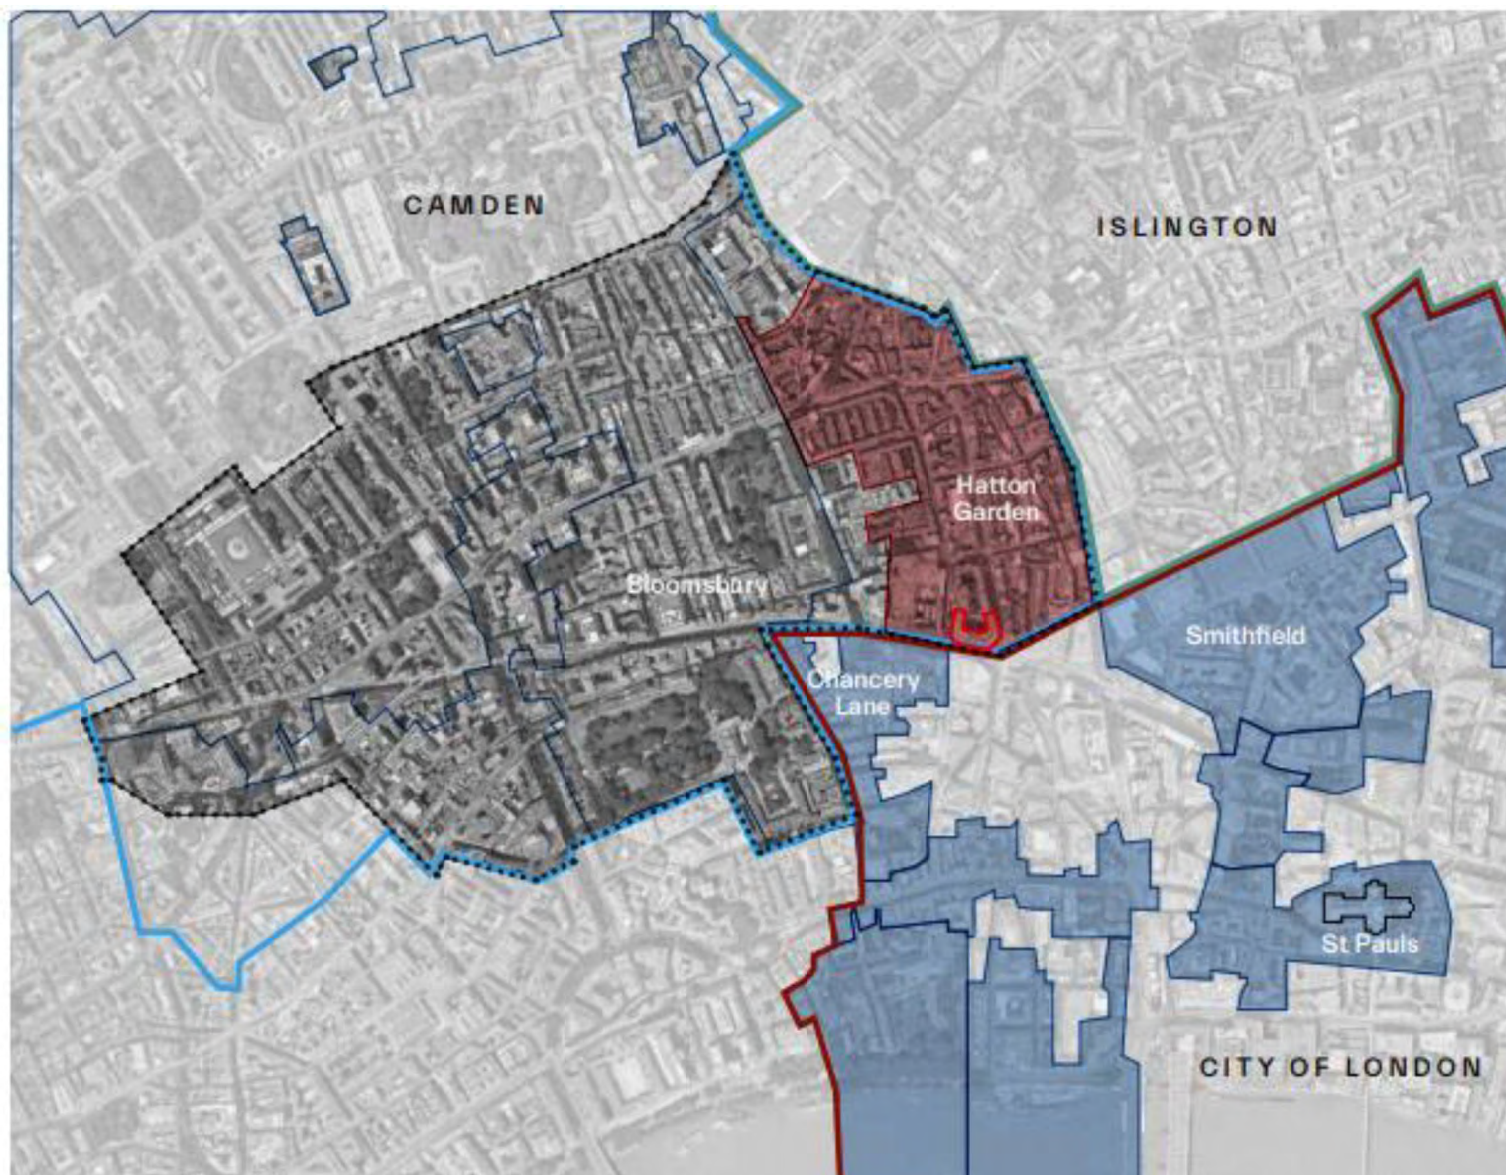 CAMDEN
ISLINGTON
Hatton
Garden
Bloomsbury
Smithfield
Chancery
Lane
St Pauls
CITY OF LONDON